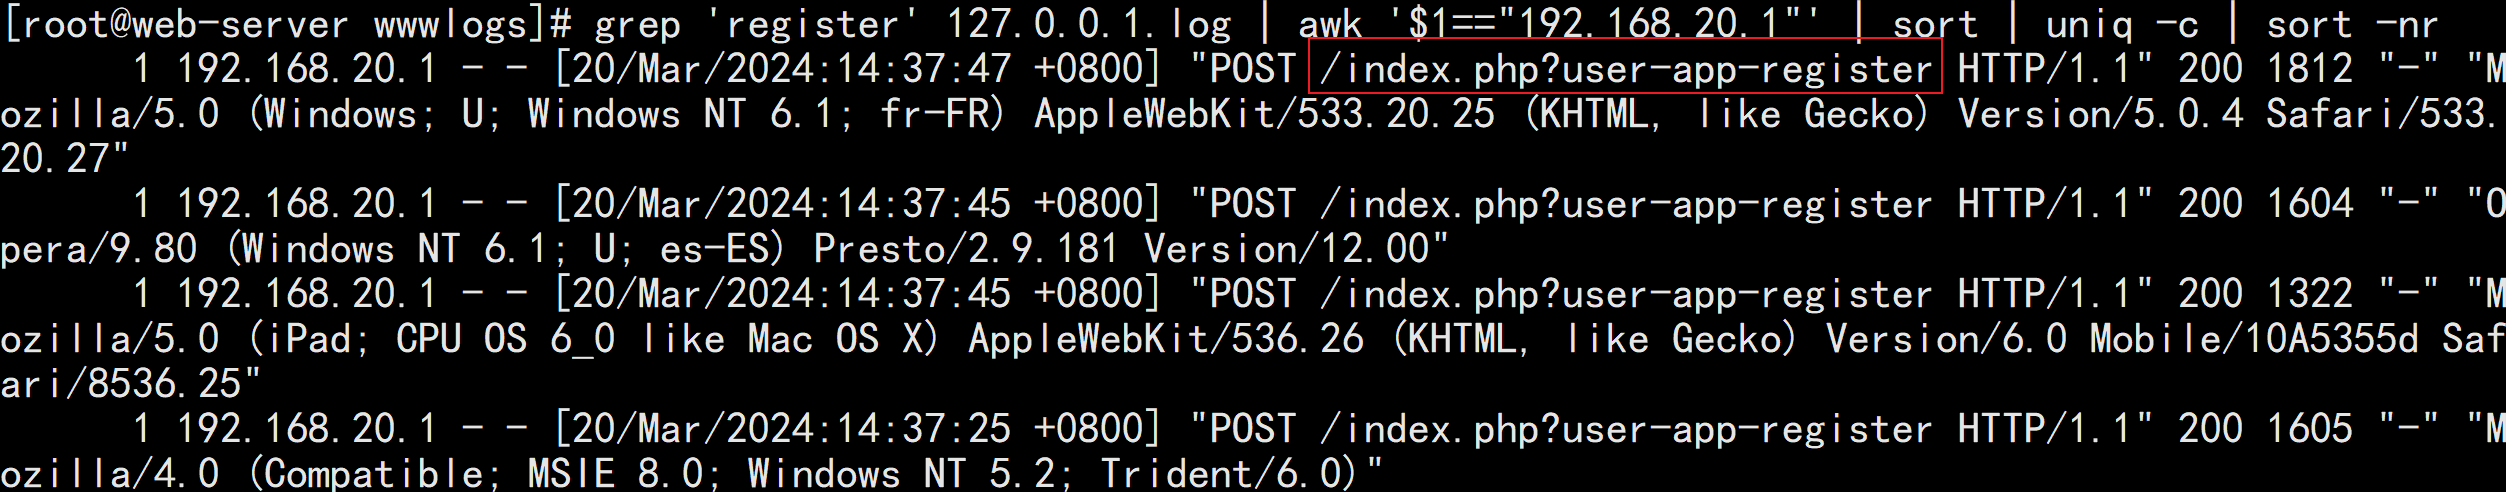 [root@web-server wwwlogs]# grep 'register' 127.0.0.1.log | awk '$1=="192.168.20.1"' | sort | uniq -c | sort -nr
1 192.168.20.1 - - [20/Mar/2024:14:37:47 +0800] "POST /index.php?user-app-register HTTP/1.1" 200 1812 "-" "M
ozilla/5.0 (Windows; U; Windows NT 6.1; fr-FR) AppleWebKit/533.20.25 (KHTML, like Gecko) Version/5.0.4 Safari/533.
20.27"
1 192.168.20.1 - - [20/Mar/2024:14:37:45 +0800] "POST /index.php?user-app-register HTTP/1.1" 200 1604 "-" "O
pera/9.80 (Windows NT 6.1; U; es-ES) Presto/2.9.181 Version/12.00"
1 192.168.20.1 - - [20/Mar/2024:14:37:45 +0800] "POST /index.php?user-app-register HTTP/1.1" 200 1322 "-" "M
ozilla/5.0 (iPad; CPU OS 6_0 like Mac OS X) AppleWebKit/536.26 (KHTML, like Gecko) Version/6.0 Mobile/10A5355d Saf
ari/8536.25"
1 192.168.20.1 - - [20/Mar/2024:14:37:25 +0800] "POST /index.php?user-app-register HTTP/1.1" 200 1605 "-" "M
ozilla/4.0 (Compatible; MSIE 8.0; Windows NT 5.2; Trident/6.0)"